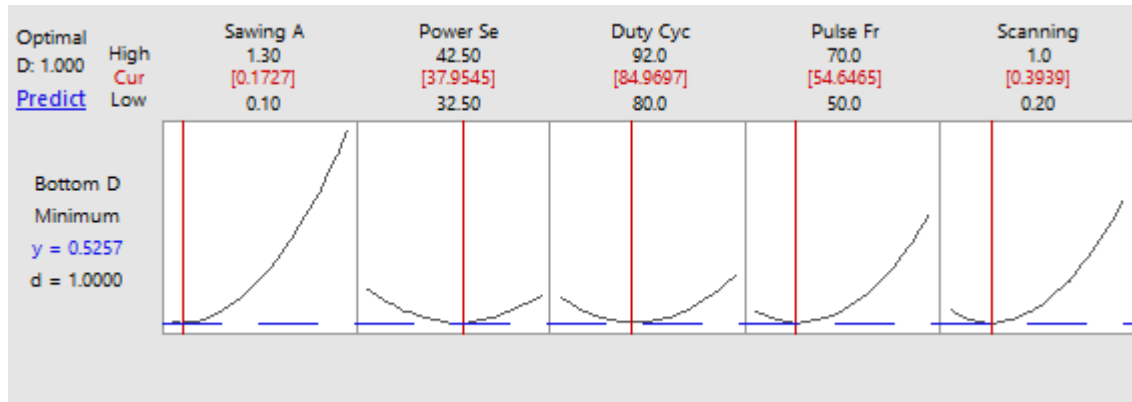 Optimal
D: 1.000
Predict
High
Cur
Low
Sawing A
1.30
[0.1727]
0.10
Power Se
42.50
[37.9545]
32.50
Duty Cyc
92.0
[84.9697]
80.0
Pulse Fr
70.0
[54.6465]
50.0
Scanning
1.0
[0.3939]
0.20
Bottom D
Minimum
y = 0.5257
d = 1.0000